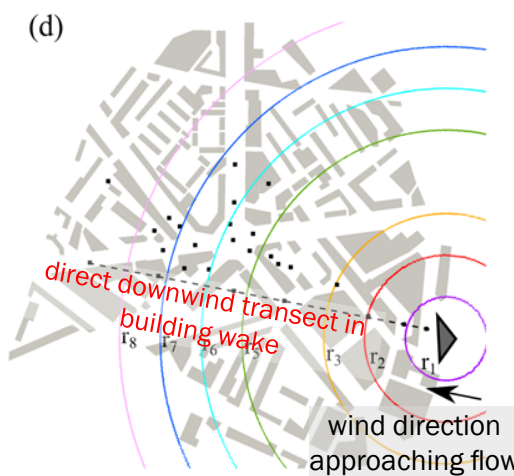 (d)
direct downwind transect in
building wake
r8 r7 r6 r5 r3 r2 r1
wind direction
approaching flow